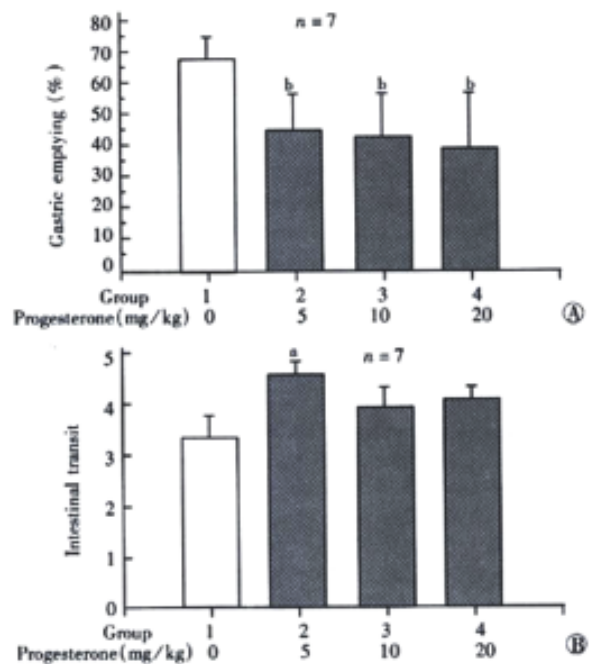 80
n = 7
70
60
b b b
50
40
30
20
10
0
Gastric emptying (%)
Group 1 2 3 4
Progesterone(mg/kg) 0 5 10 20 Ⓐ
5
a
n = 7
4
3
2
1
0
Intestinal transit
Group 1 2 3 4
Progesterone(mg/kg) 0 5 10 20 Ⓑ